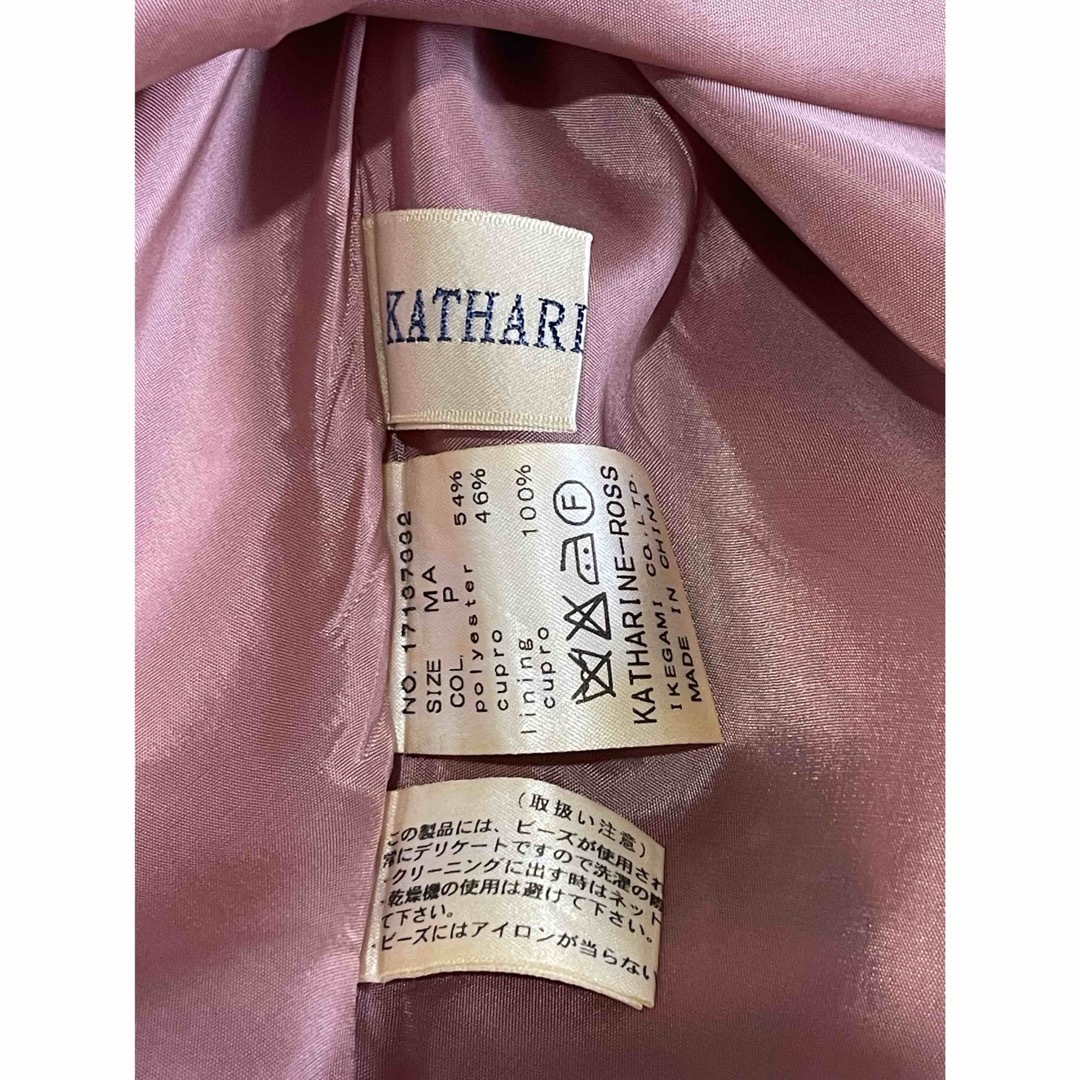 KATHARI
NO. 17137332
SIZE MA
COL. P
polyester 54%
cupro 46%
lining
cupro 100%
F
KATHARINE-ROSS
IKEGAMI CO., LTD.
MADE IN CHINA
(取扱い注意)
この製品には、ビーズが使用され
常にデリケートですので洗濯の際
・クリーニングに出す時はネット
・乾燥機の使用は避けて下さい。
て下さい。
・ビーズにはアイロンが当らない